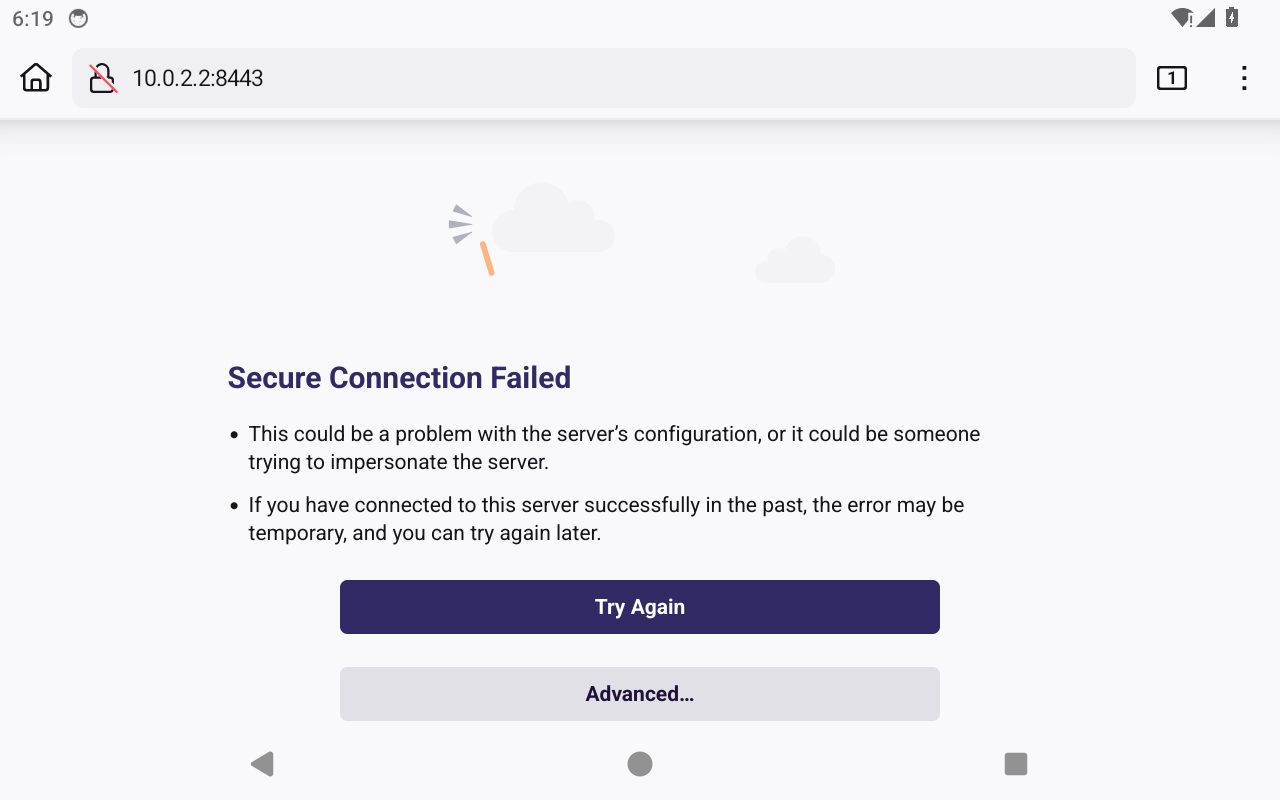 6:19
10.0.2.2:8443
1
Secure Connection Failed
• This could be a problem with the server’s configuration, or it could be someone
trying to impersonate the server.
• If you have connected to this server successfully in the past, the error may be
temporary, and you can try again later.
Try Again
Advanced…